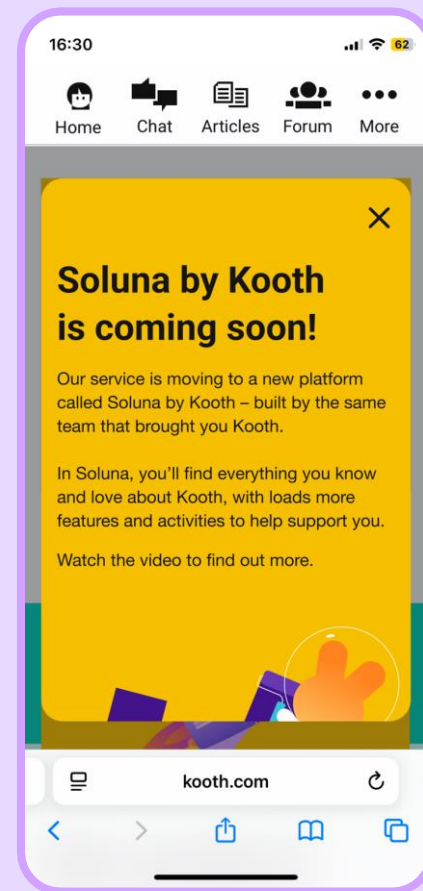 16:30
62
Home Chat Articles Forum More
Soluna by Kooth
is coming soon!
Our service is moving to a new platform
called Soluna by Kooth – built by the same
team that brought you Kooth.
In Soluna, you’ll find everything you know
and love about Kooth, with loads more
features and activities to help support you.
Watch the video to find out more.
kooth.com